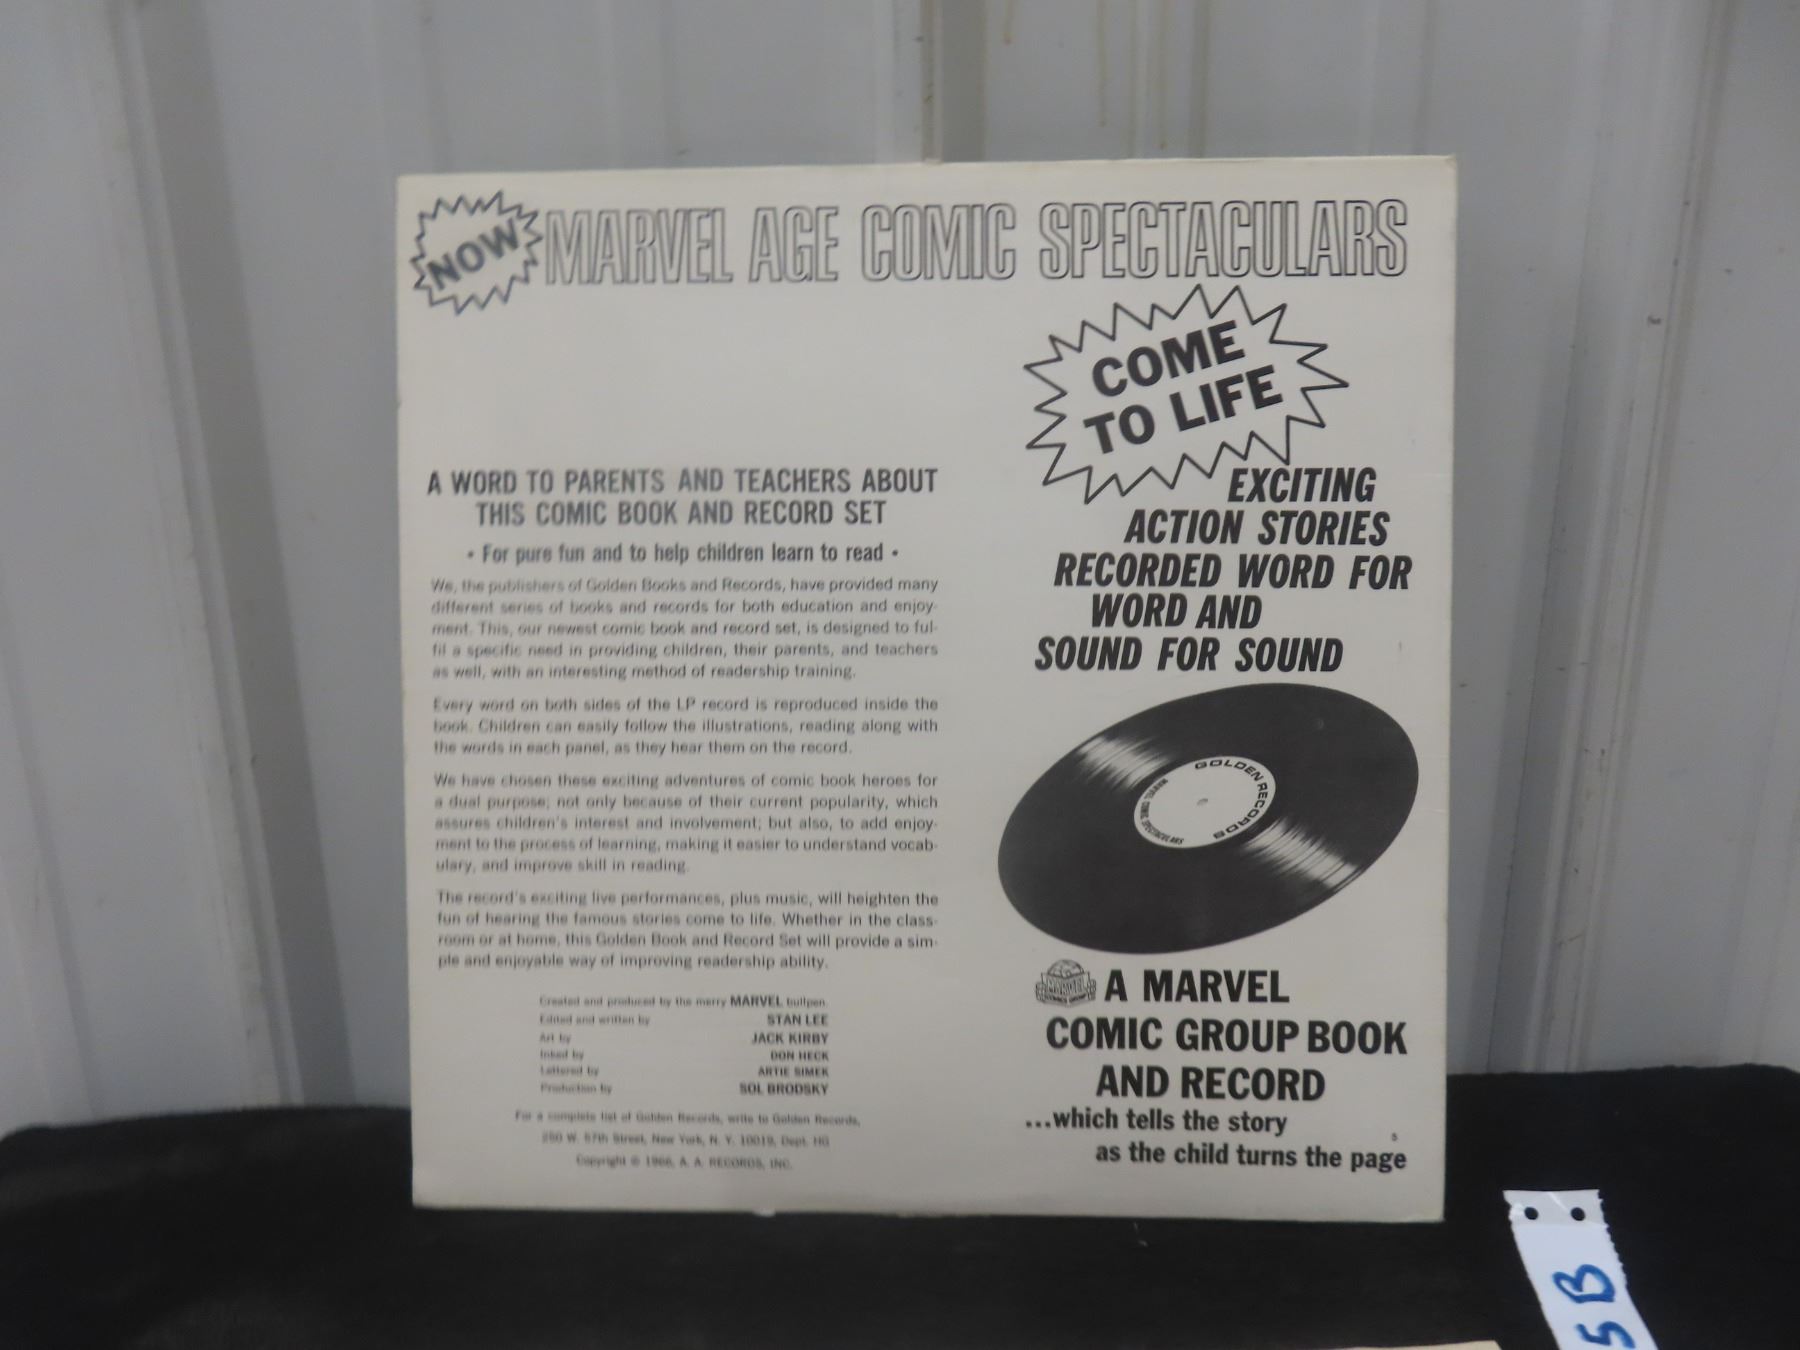 NOW MARVEL AGE COMIC SPECTACULARS
COME
TO LIFE
EXCITING
ACTION STORIES
RECORDED WORD FOR
WORD AND
SOUND FOR SOUND
A WORD TO PARENTS AND TEACHERS ABOUT
THIS COMIC BOOK AND RECORD SET
• For pure fun and to help children learn to read •
We, the publishers of Golden Books and Records, have provided many
different series of books and records for both education and enjoy-
ment. This, our newest comic book and record set, is designed to ful-
fil a specific need in providing children, their parents, and teachers
as well, with an interesting method of readership training.
Every word on both sides of the LP record is reproduced inside the
book. Children can easily follow the illustrations, reading along with
the words in each panel, as they hear them on the record.
We have chosen these exciting adventures of comic book heroes for
a dual purpose; not only because of their current popularity, which
assures children's interest and involvement; but also, to add enjoy-
ment to the process of learning, making it easier to understand vocab-
ulary, and improve skill in reading.
The record's exciting live performances, plus music, will heighten the
fun of hearing the famous stories come to life. Whether in the class-
room or at home, this Golden Book and Record Set will provide a sim-
ple and enjoyable way of improving readership ability.
Created and produced by the merry MARVEL bullpen.
Edited and written by STAN LEE
Art by JACK KIRBY
Inked by DON HECK
Lettered by ARTIE SIMEK
Production by SOL BRODSKY
For a complete list of Golden Records, write to Golden Records,
250 W. 57th Street, New York, N. Y. 10019, Dept. HG
Copyright © 1966, A. A. RECORDS, INC.
GOLDEN RECORDS
MARVEL COMIC SPECTACULARS
MARVEL
COMICS GROUP
A MARVEL
COMIC GROUP BOOK
AND RECORD
...which tells the story
as the child turns the page
5
5B